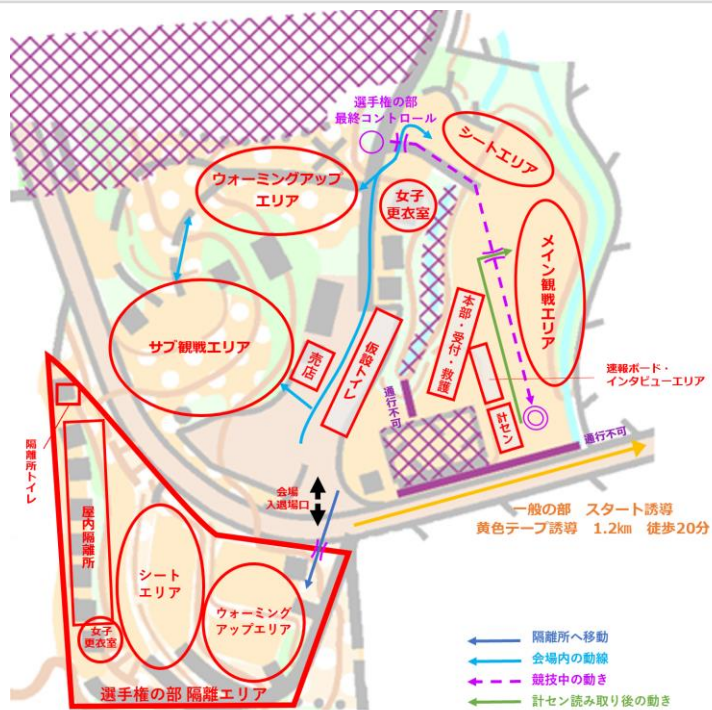 選手権の部
最終コントロール
シートエリア
ウォーミングアップ
エリア
女子
更衣室
メイン観戦エリア
サブ観戦エリア
売店
仮設トイレ
本部・受付・救護
速報ボード・
インタビューエリア
計セン
通行不可
通行不可
隔離所トイレ
会場
入退場口
一般の部 スタート誘導
黄色テープ誘導 1.2km 徒歩20分
屋内隔離所
シート
エリア
ウォーミング
アップエリア
女子
更衣室
選手権の部 隔離エリア
隔離所へ移動
会場内の動線
競技中の動き
計セン読み取り後の動き